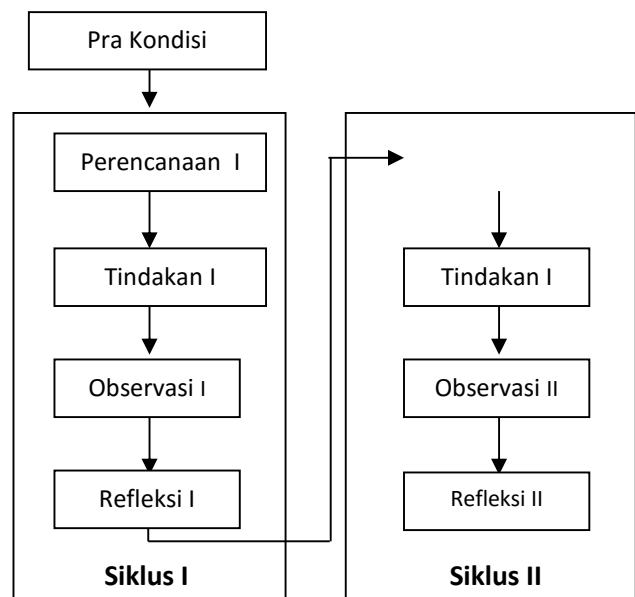 Pra Kondisi
Perencanaan I
Tindakan I
Observasi I
Refleksi I
Siklus I
Tindakan I
Observasi II
Refleksi II
Siklus II